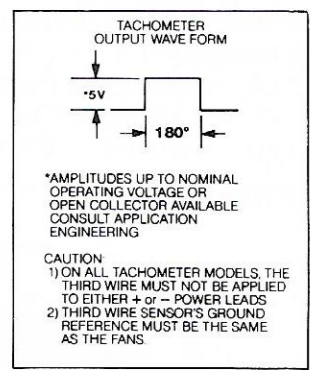 TACHOMETER
OUTPUT WAVE FORM
*5V
180°
*AMPLITUDES UP TO NOMINAL
OPERATING VOLTAGE OR
OPEN COLLECTOR AVAILABLE
CONSULT APPLICATION
ENGINEERING
CAUTION:
1) ON ALL TACHOMETER MODELS, THE
THIRD WIRE MUST NOT BE APPLIED
TO EITHER + or – POWER LEADS
2) THIRD WIRE SENSOR'S GROUND
REFERENCE MUST BE THE SAME
AS THE FANS.